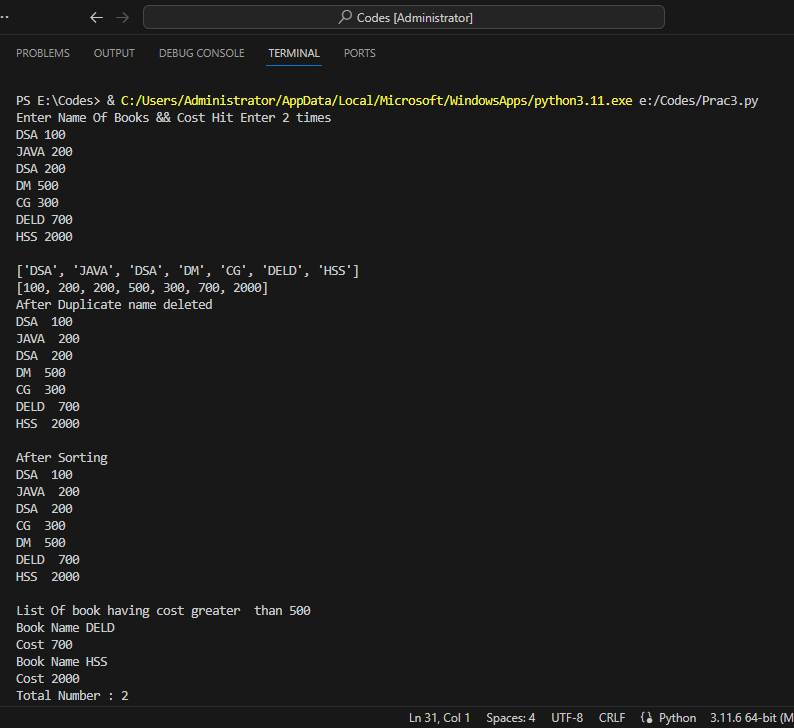 Codes [Administrator]
PROBLEMS OUTPUT DEBUG CONSOLE TERMINAL PORTS
PS E:\Codes> & C:/Users/Administrator/AppData/Local/Microsoft/WindowsApps/python3.11.exe e:/Codes/Prac3.py
Enter Name Of Books && Cost Hit Enter 2 times
DSA 100
JAVA 200
DSA 200
DM 500
CG 300
DELD 700
HSS 2000
['DSA', 'JAVA', 'DSA', 'DM', 'CG', 'DELD', 'HSS']
[100, 200, 200, 500, 300, 700, 2000]
After Duplicate name deleted
DSA  100
JAVA  200
DSA  200
DM  500
CG  300
DELD  700
HSS  2000
After Sorting
DSA  100
JAVA  200
DSA  200
CG  300
DM  500
DELD  700
HSS  2000
List Of book having cost greater  than 500
Book Name DELD
Cost 700
Book Name HSS
Cost 2000
Total Number : 2
Ln 31, Col 1 Spaces: 4 UTF-8 CRLF Python 3.11.6 64-bit (M